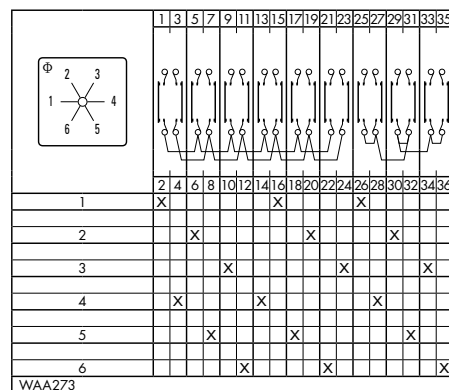 1 3 5 7 9 11 13 15 17 19 21 23 25 27 29 31 33 35
Φ
2 3
1 4
6 5
2 4 6 8 10 12 14 16 18 20 22 24 26 28 30 32 34 36
1 X X X
2 X X X
3 X X X
4 X X X
5 X X X
6 X X X
WAA273